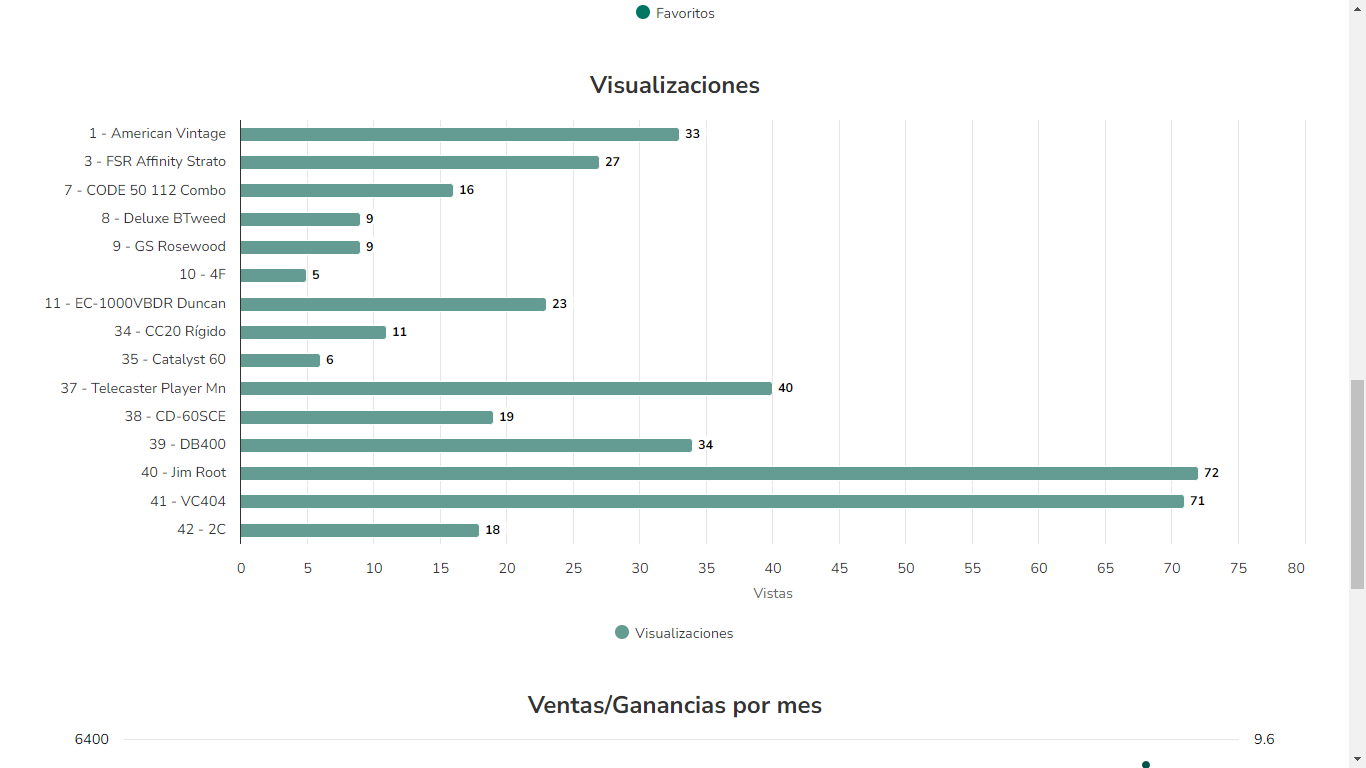 Favoritos
Visualizaciones
1 - American Vintage 33
3 - FSR Affinity Strato 27
7 - CODE 50 112 Combo 16
8 - Deluxe BTweed 9
9 - GS Rosewood 9
10 - 4F 5
11 - EC-1000VBDR Duncan 23
34 - CC20 Rígido 11
35 - Catalyst 60 6
37 - Telecaster Player Mn 40
38 - CD-60SCE 19
39 - DB400 34
40 - Jim Root 72
41 - VC404 71
42 - 2C 18
0 5 10 15 20 25 30 35 40 45 50 55 60 65 70 75 80
Vistas
Visualizaciones
Ventas/Ganancias por mes
6400 9.6